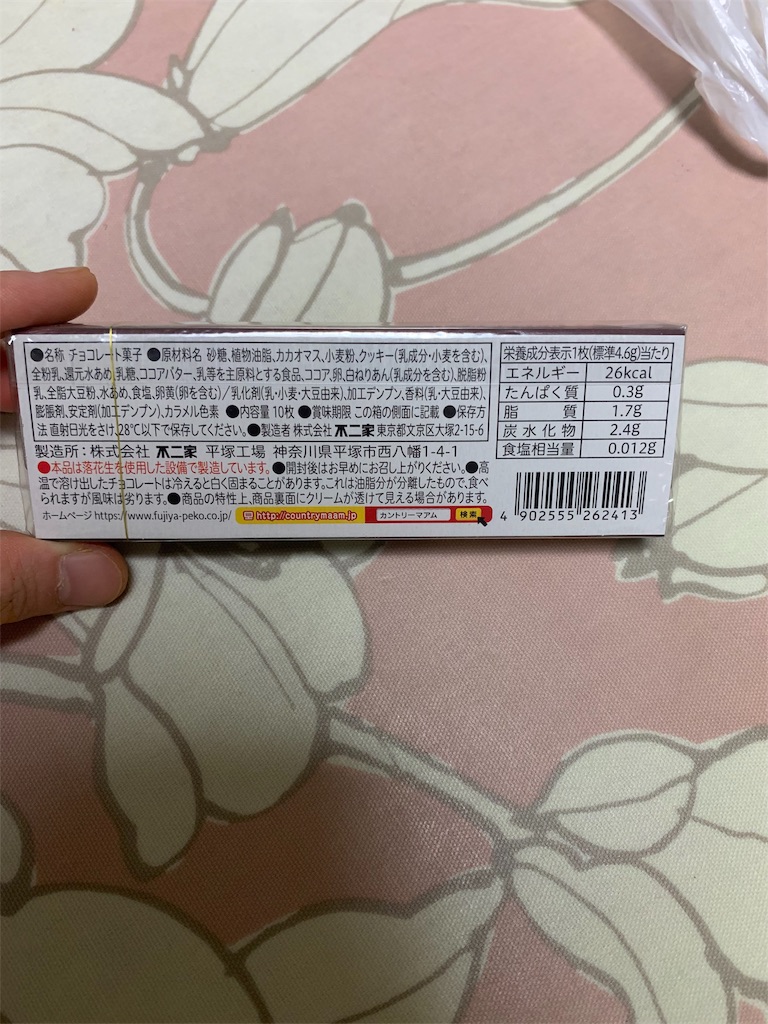 ●名称 チョコレート菓子 ●原材料名 砂糖、植物油脂、カカオマス、小麦粉、クッキー(乳成分・小麦を含む)、
全粉乳、還元水あめ、乳糖、ココアバター、乳等を主原料とする食品、ココア、卵、白ねりあん(乳成分を含む)、脱脂粉
乳、全脂大豆粉、水あめ、食塩、卵黄(卵を含む)/乳化剤(乳・小麦・大豆由来)、加工デンプン、香料(乳・大豆由来)、
膨脹剤、安定剤(加工デンプン)、カラメル色素 ●内容量 10枚 ●賞味期限 この箱の側面に記載 ●保存方
法 直射日光をさけ、28℃以下で保存してください。●製造者 株式会社 不二家 東京都文京区大塚2-15-6
製造所：株式会社 不二家 平塚工場 神奈川県平塚市西八幡1-4-1
●本品は落花生を使用した設備で製造しています。●開封後はお早めにお召し上がりください。●高
温で溶け出したチョコレートは冷えると白く固まることがあります。これは油脂分が分離したもので、食べ
られますが風味は劣ります。●商品の特性上、商品裏面にクリームが透けて見える場合があります。
ホームページ https://www.fujiya-peko.co.jp/ http://countrymaam.jp カントリーマアム 検索
栄養成分表示1枚(標準4.6g)当たり
エネルギー 26kcal
たんぱく質 0.3g
脂質 1.7g
炭水化物 2.4g
食塩相当量 0.012g
4 902555 262413